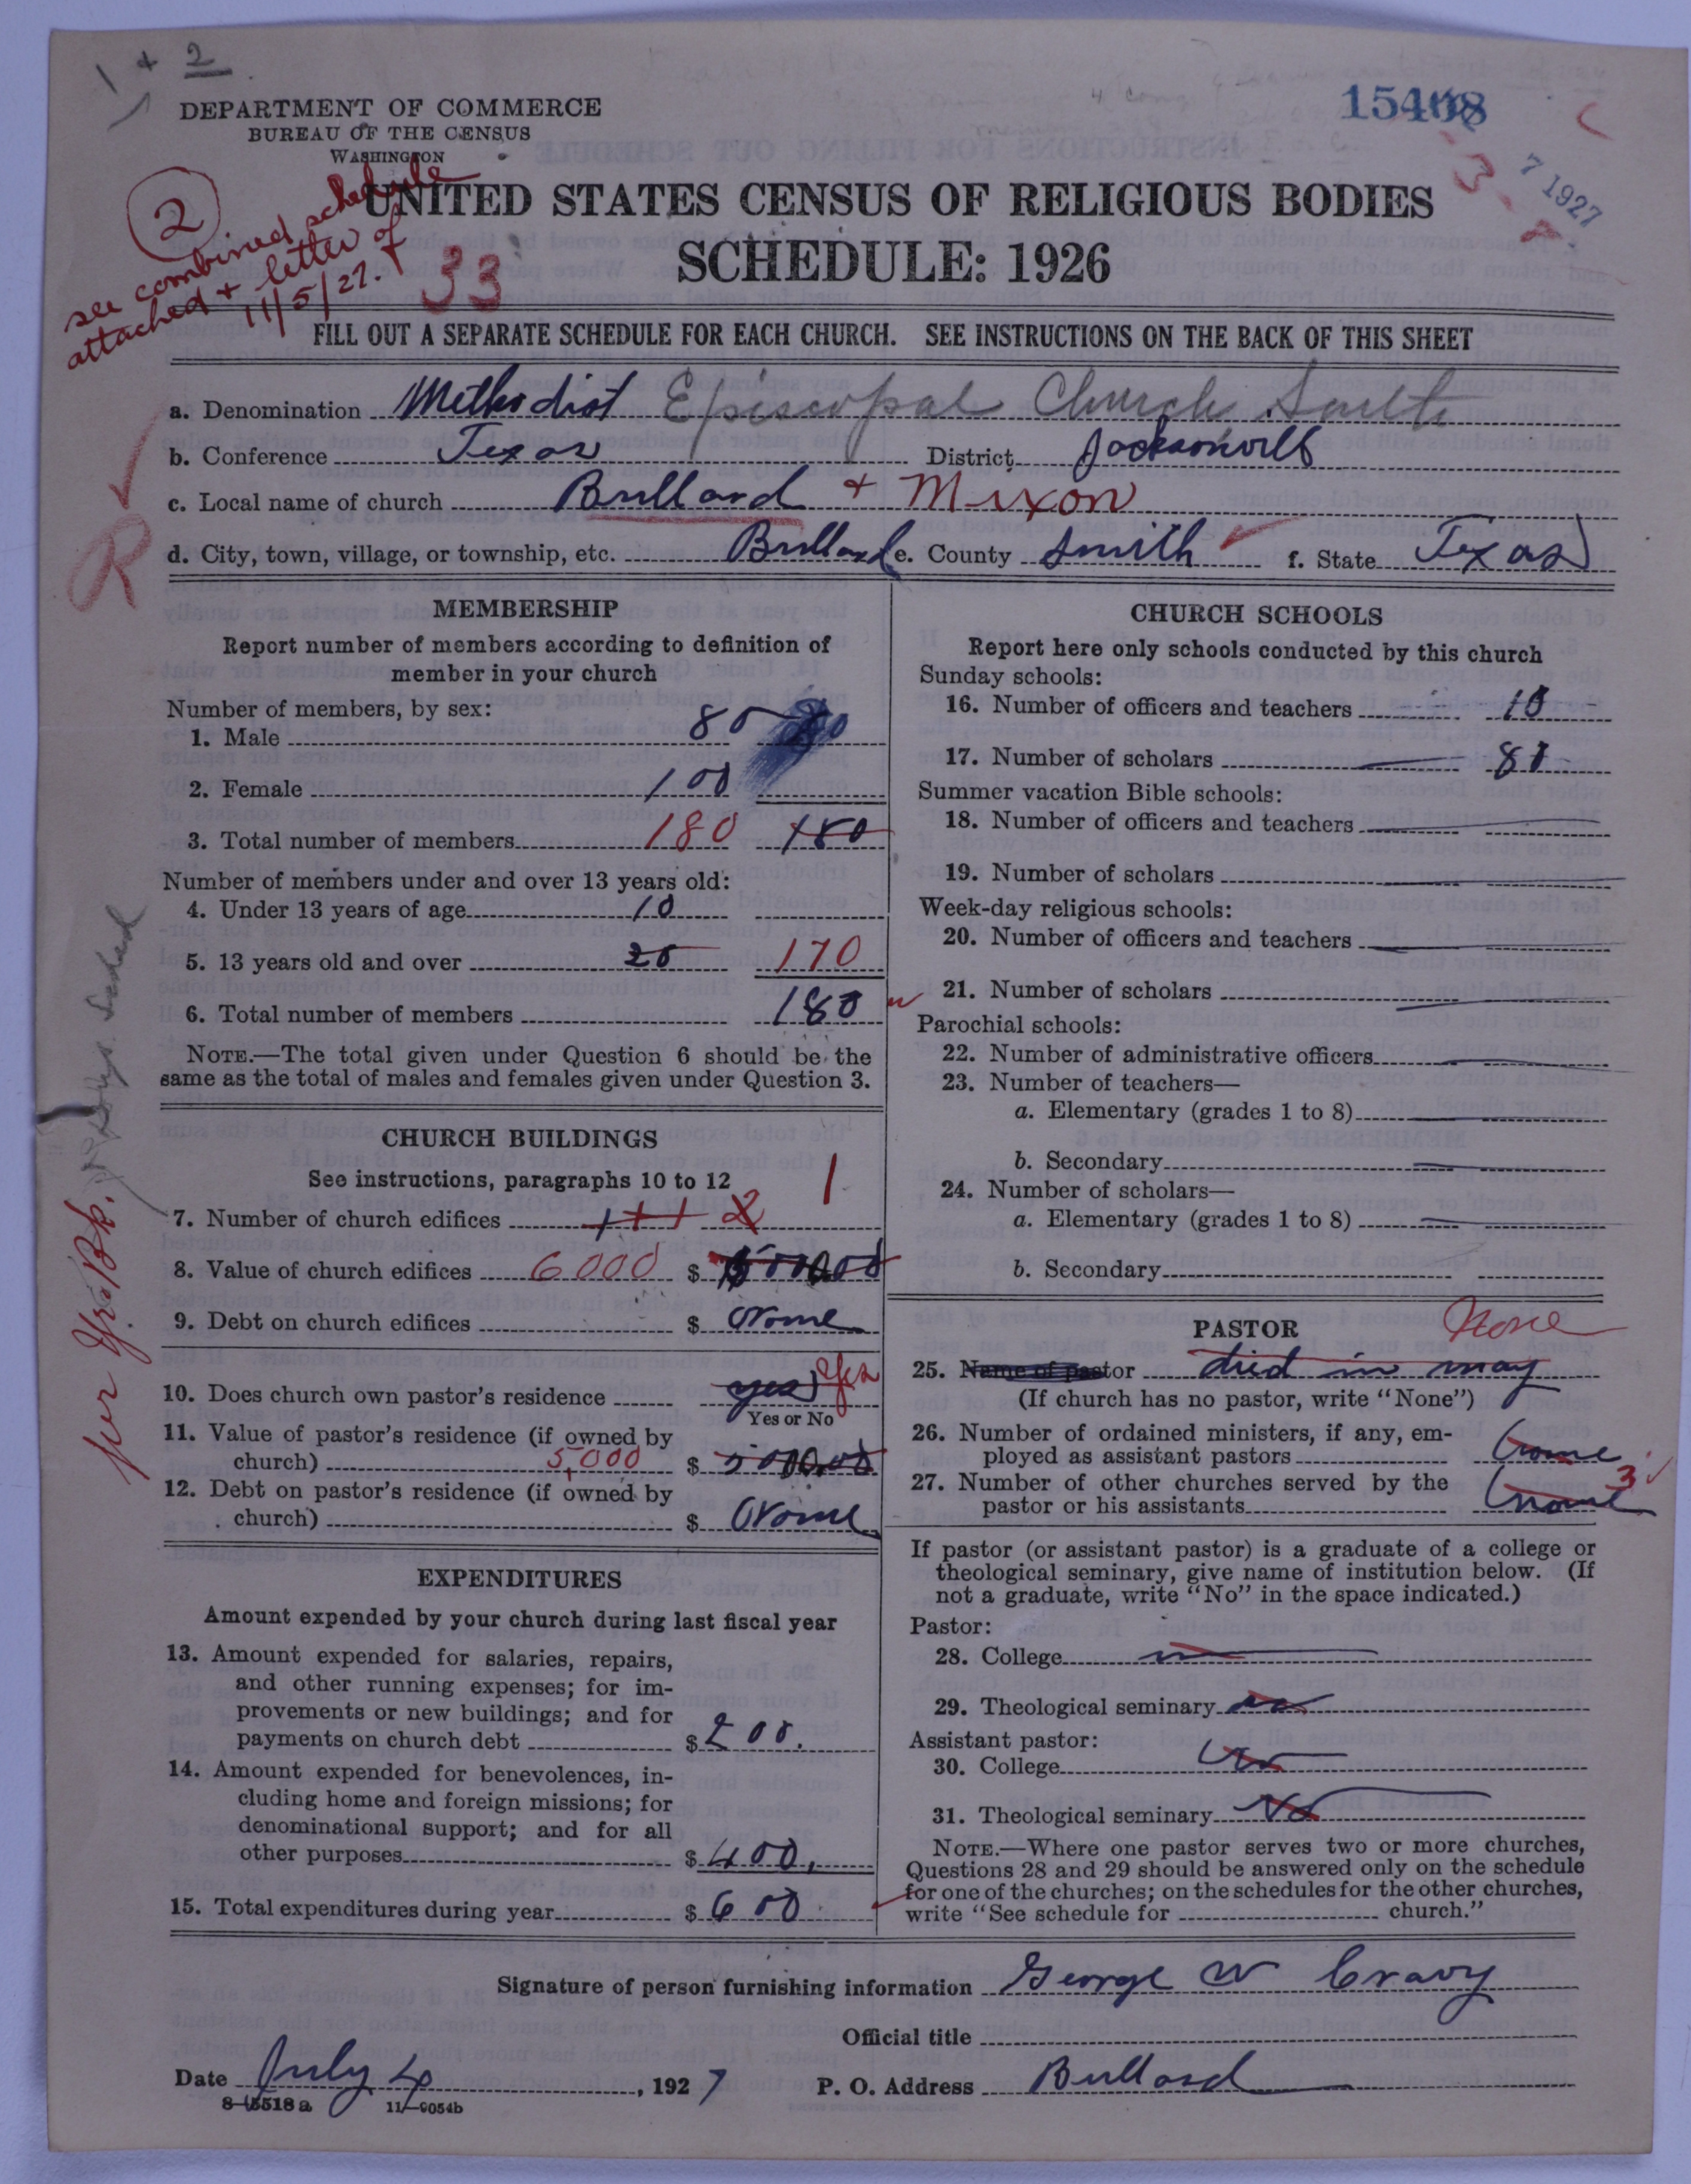 1 + 2
DEPARTMENT OF COMMERCE
BUREAU OF THE CENSUS
WASHINGTON
7 1927
2
see combined schedule
attached + letter of
11/5/27.
33
UNITED STATES CENSUS OF RELIGIOUS BODIES
SCHEDULE: 1926
FILL OUT A SEPARATE SCHEDULE FOR EACH CHURCH. SEE INSTRUCTIONS ON THE BACK OF THIS SHEET
a. Denomination Methodist Episcopal Church South
b. Conference Texas District Jacksonville
c. Local name of church Bullard + Mixon
d. City, town, village, or township, etc. Bullard e. County Smith f. State Texas
R
MEMBERSHIP
Report number of members according to definition of
member in your church
Number of members, by sex:
1. Male 80 80
2. Female 100
3. Total number of members 180 180
Number of members under and over 13 years old:
4. Under 13 years of age 10
5. 13 years old and over 20 170
6. Total number of members 180
NOTE.—The total given under Question 6 should be the
same as the total of males and females given under Question 3.
CHURCH BUILDINGS
See instructions, paragraphs 10 to 12 1
7. Number of church edifices 1 + 1 2
8. Value of church edifices 6000 $
9. Debt on church edifices $ None
10. Does church own pastor's residence yes yes
Yes or No
11. Value of pastor's residence (if owned by
church) 5,000 $ 5000.00
12. Debt on pastor's residence (if owned by
church) $ None
per Yr. Bk.
EXPENDITURES
Amount expended by your church during last fiscal year
13. Amount expended for salaries, repairs,
and other running expenses; for im-
provements or new buildings; and for
payments on church debt $ 200.
14. Amount expended for benevolences, in-
cluding home and foreign missions; for
denominational support; and for all
other purposes $ 400.
15. Total expenditures during year $ 600
CHURCH SCHOOLS
Report here only schools conducted by this church
Sunday schools:
16. Number of officers and teachers 10
17. Number of scholars 80
Summer vacation Bible schools:
18. Number of officers and teachers
19. Number of scholars
Week-day religious schools:
20. Number of officers and teachers
21. Number of scholars
Parochial schools:
22. Number of administrative officers
23. Number of teachers—
a. Elementary (grades 1 to 8)
b. Secondary
24. Number of scholars—
a. Elementary (grades 1 to 8)
b. Secondary
PASTOR None
25. Name of pastor died in may
(If church has no pastor, write "None")
26. Number of ordained ministers, if any, em-
ployed as assistant pastors none
27. Number of other churches served by the 3
pastor or his assistants none
If pastor (or assistant pastor) is a graduate of a college or
theological seminary, give name of institution below. (If
not a graduate, write "No" in the space indicated.)
Pastor:
28. College
29. Theological seminary
Assistant pastor:
30. College
31. Theological seminary No
NOTE.—Where one pastor serves two or more churches,
Questions 28 and 29 should be answered only on the schedule
for one of the churches; on the schedules for the other churches,
write "See schedule for church."
Signature of person furnishing information George W Cravy
Official title
Date July 4, 1927 P. O. Address Bullard
8-5518 a 11-9054b